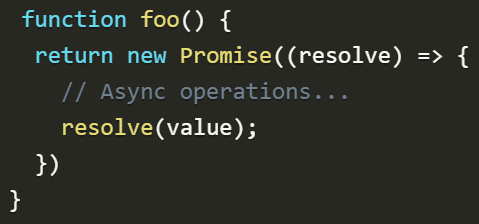 function foo() {
return new Promise((resolve) => {
// Async operations...
resolve(value);
})
}